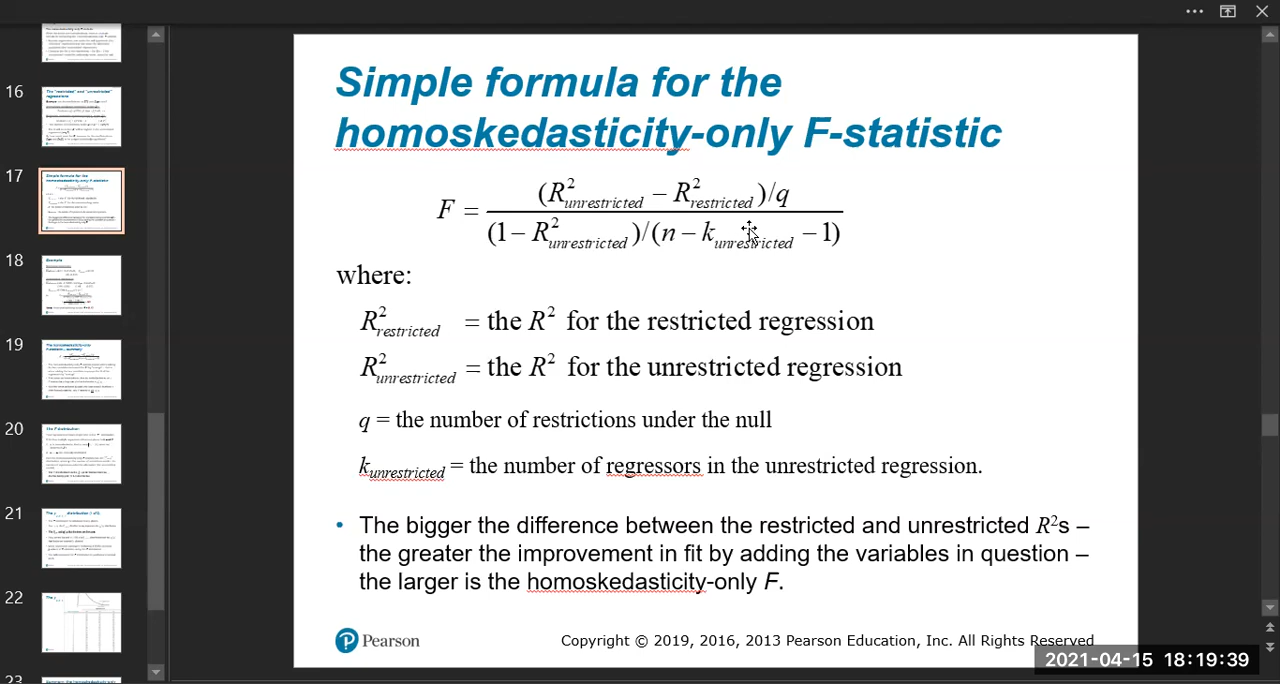 16
17
18
19
20
21
22
23
Simple formula for the
homoskedasticity-only F-statistic
F = (R²unrestricted − R²restricted)/q
(1 − R²unrestricted)/(n − kunrestricted − 1)
where:
R²restricted = the R² for the restricted regression
R²unrestricted = the R² for the unrestricted regression
q = the number of restrictions under the null
kunrestricted = the number of regressors in the unrestricted regression.
• The bigger the difference between the restricted and unrestricted R²s –
the greater the improvement in fit by adding the variables in question –
the larger is the homoskedasticity-only F.
Pearson
Copyright © 2019, 2016, 2013 Pearson Education, Inc. All Rights Reserved
2021-04-15 18:19:39